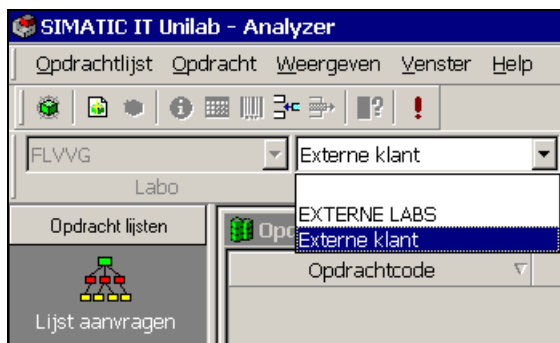 SIMATIC IT Unilab - Analyzer
Opdrachtlijst Opdracht Weergeven Venster Help
FLVVG Externe klant
Labo
EXTERNE LABS
Externe klant
Opdracht lijsten
Opdrachtcode
Lijst aanvragen